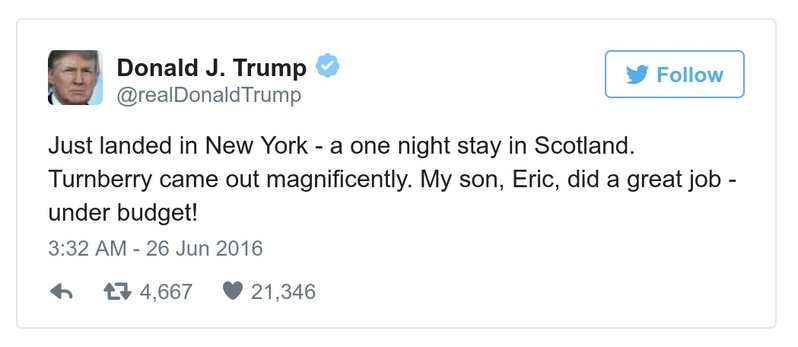 Donald J. Trump
Follow
@realDonaldTrump
Just landed in New York - a one night stay in Scotland.
Turnberry came out magnificently. My son, Eric, did a great job -
under budget!
3:32 AM - 26 Jun 2016
4,667 21,346